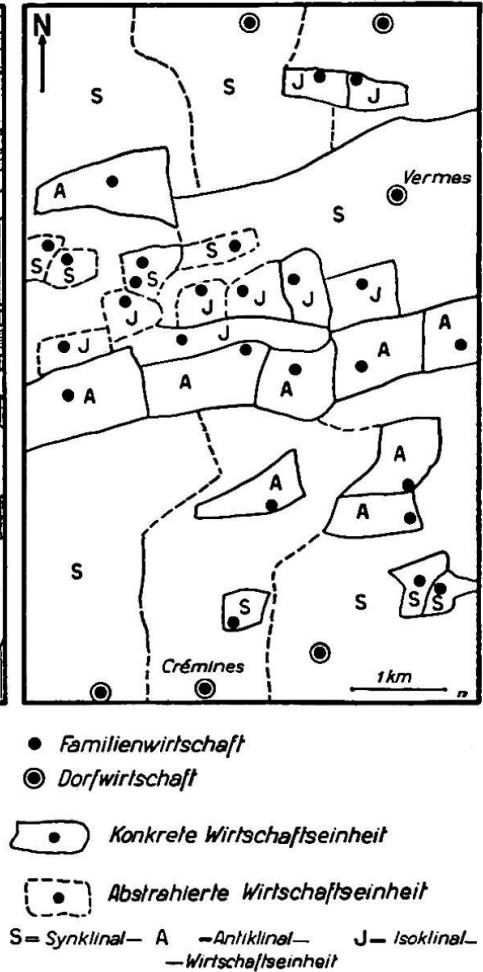 N
S S J J
Vermes
A
S
S
S S S
J J J J J
J J A
A
A A A
A
A
A
S
S S S S
Crémines
1 km
Familienwirtschaft
Dorfwirtschaft
Konkrete Wirtschaftseinheit
Abstrahierte Wirtschaftseinheit
S = Synklinal— A —Antiklinal— J— Isoklinal—
—Wirtschaftseinheit